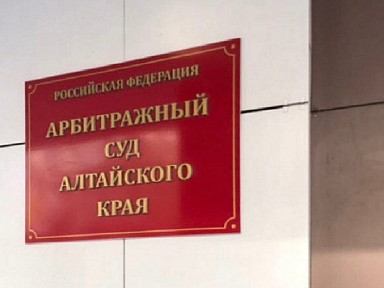 РОССИЙСКАЯ ФЕДЕРАЦИЯ
АРБИТРАЖНЫЙ
СУД
АЛТАЙСКОГО
КРАЯ